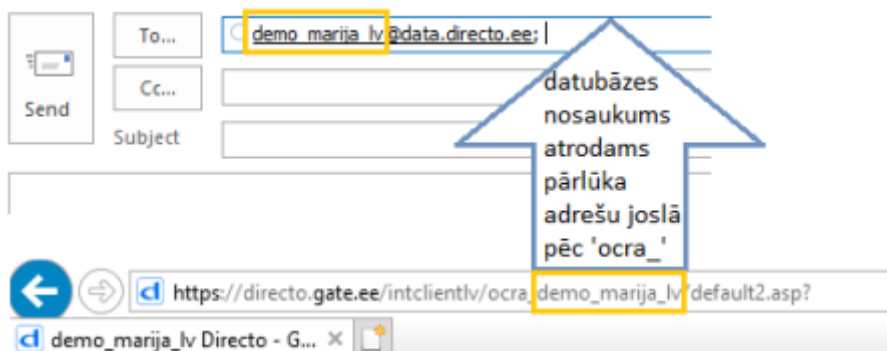 To...
demo_marija_lv@data.directo.ee;
Cc...
Send
Subject
datubāzes
nosaukums
atrodams
pārlūka
adrešu joslā
pēc 'ocra_'
https://directo.gate.ee/intclientlv/ocra_demo_marija_lv/default2.asp?
demo_marija_lv Directo - G...